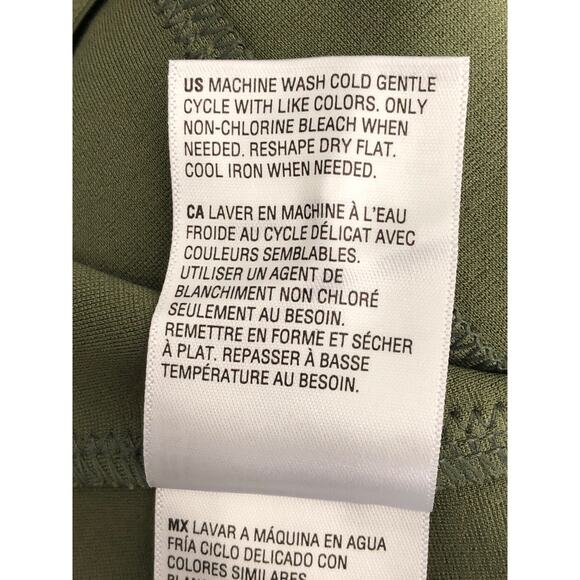 US MACHINE WASH COLD GENTLE
CYCLE WITH LIKE COLORS. ONLY
NON-CHLORINE BLEACH WHEN
NEEDED. RESHAPE DRY FLAT.
COOL IRON WHEN NEEDED.
CA LAVER EN MACHINE À L'EAU
FROIDE AU CYCLE DÉLICAT AVEC
COULEURS SEMBLABLES.
UTILISER UN AGENT DE
BLANCHIMENT NON CHLORÉ
SEULEMENT AU BESOIN.
REMETTRE EN FORME ET SÉCHER
À PLAT. REPASSER À BASSE
TEMPÉRATURE AU BESOIN.
MX LAVAR A MÁQUINA EN AGUA
FRÍA CICLO DELICADO CON
COLORES SIMILARES.